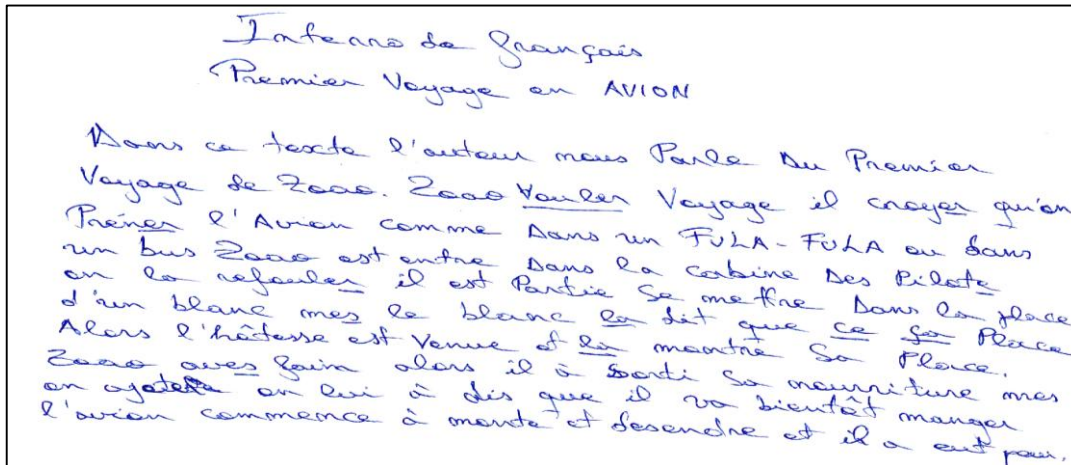 Interro de français
Premier Voyage en AVION
Dans ce texte l'auteur nous Parle Du Premier
Voyage de Zoao. Zoao Vouler Voyage il croyer qu'on
Préner l'Avion comme Dans un FULA-FULA ou dans
un bus Zoao est entre Dans la cabine Des Pilote
on la refouler il est Partie Se mettre Dans la place
d'un blanc mes le blanc la dit que ce sa Place
Alors l'hôtesse est Venue et la montre Sa Place.
Zoao aves faim alors il à sorti Sa nourriture mes
on lui à dis que il va bientôt manger
l'avion commence à monte et desendre et il a eut peur.